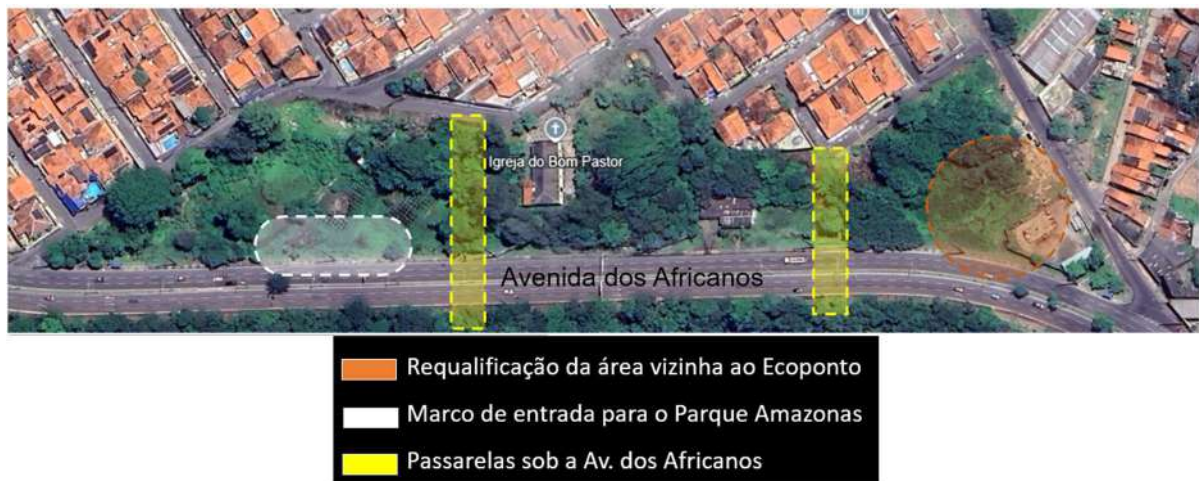 Igreja do Bom Pastor
Avenida dos Africanos
Requalificação da área vizinha ao Ecoponto
Marco de entrada para o Parque Amazonas
Passarelas sob a Av. dos Africanos